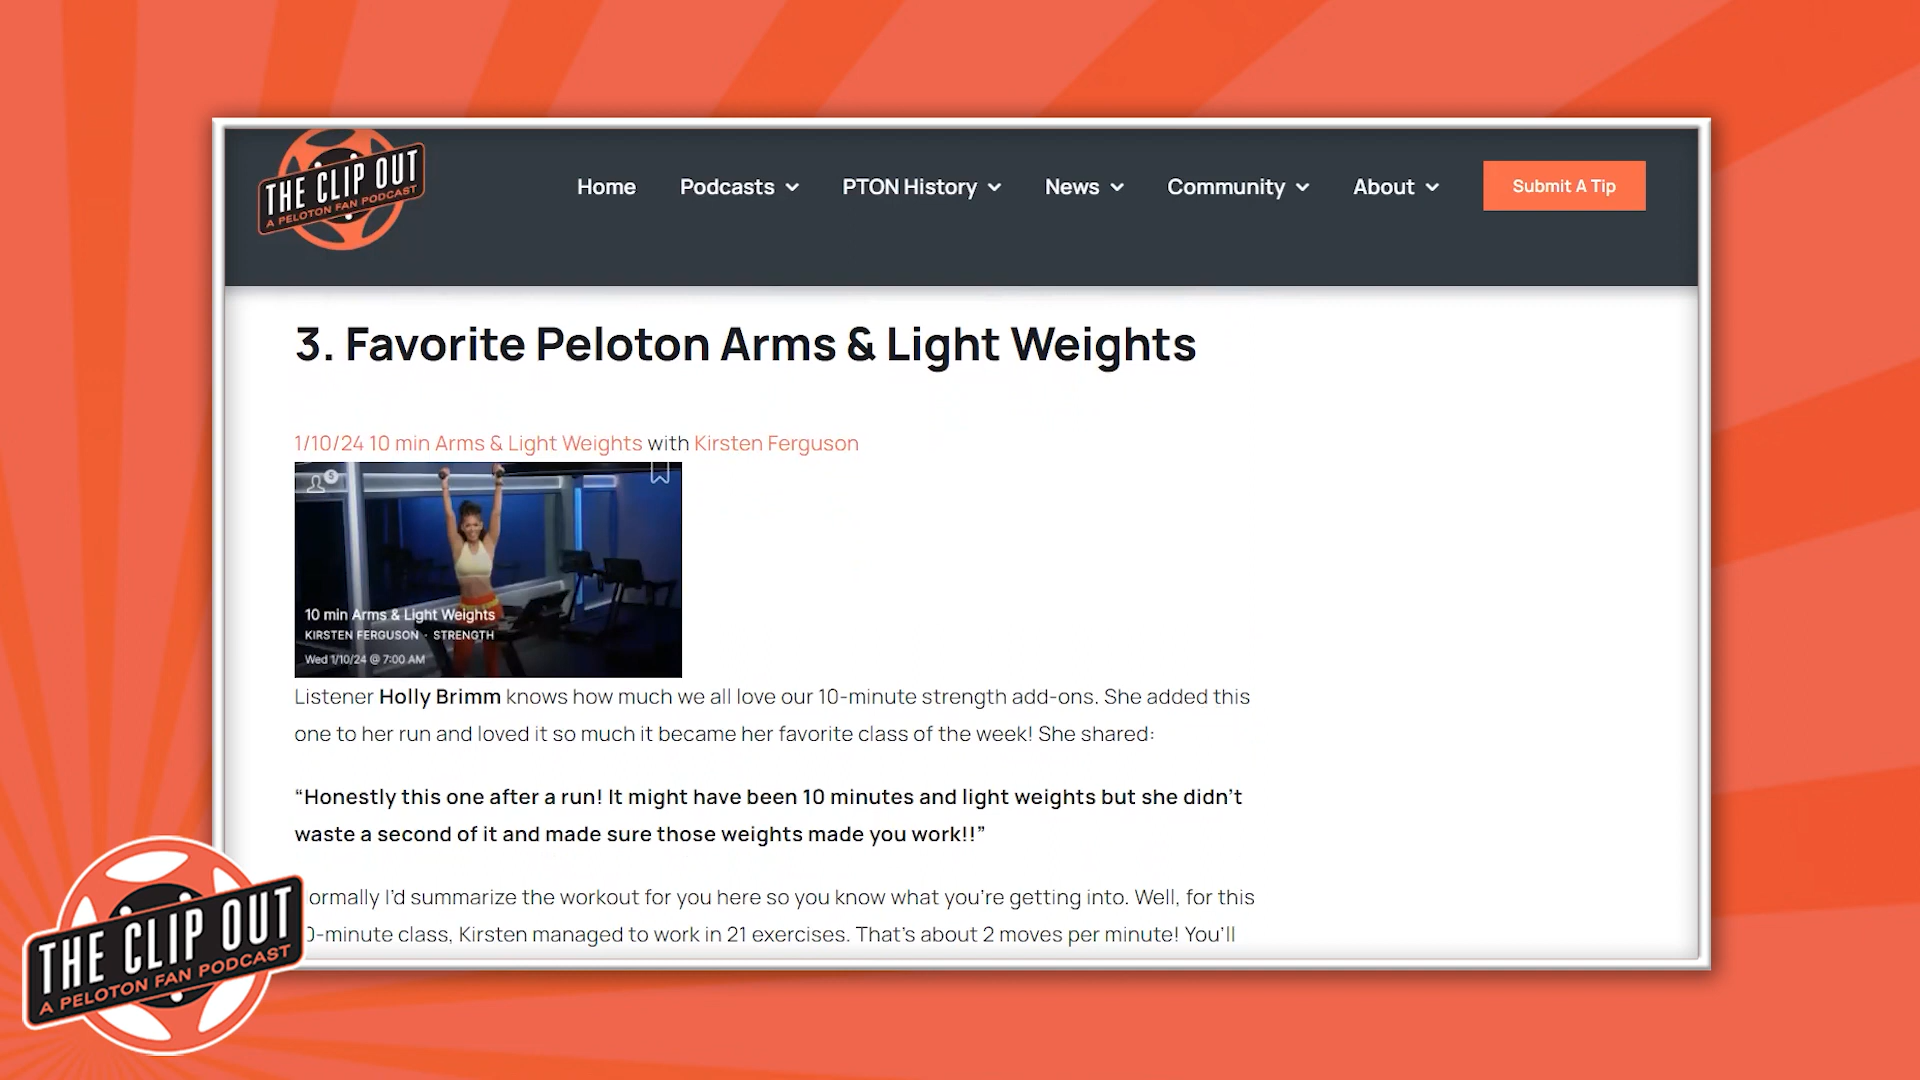 THE CLIP OUT
A PELOTON FAN PODCAST
Home Podcasts PTON History News Community About Submit A Tip
3. Favorite Peloton Arms & Light Weights
1/10/24 10 min Arms & Light Weights with Kirsten Ferguson
5
10 min Arms & Light Weights
KIRSTEN FERGUSON · STRENGTH
Wed 1/10/24 @ 7:00 AM
Listener Holly Brimm knows how much we all love our 10-minute strength add-ons. She added this
one to her run and loved it so much it became her favorite class of the week! She shared:
“Honestly this one after a run! It might have been 10 minutes and light weights but she didn’t
waste a second of it and made sure those weights made you work!!”
ormally I’d summarize the workout for you here so you know what you’re getting into. Well, for this
0-minute class, Kirsten managed to work in 21 exercises. That’s about 2 moves per minute! You’ll
THE CLIP OUT
A PELOTON FAN PODCAST